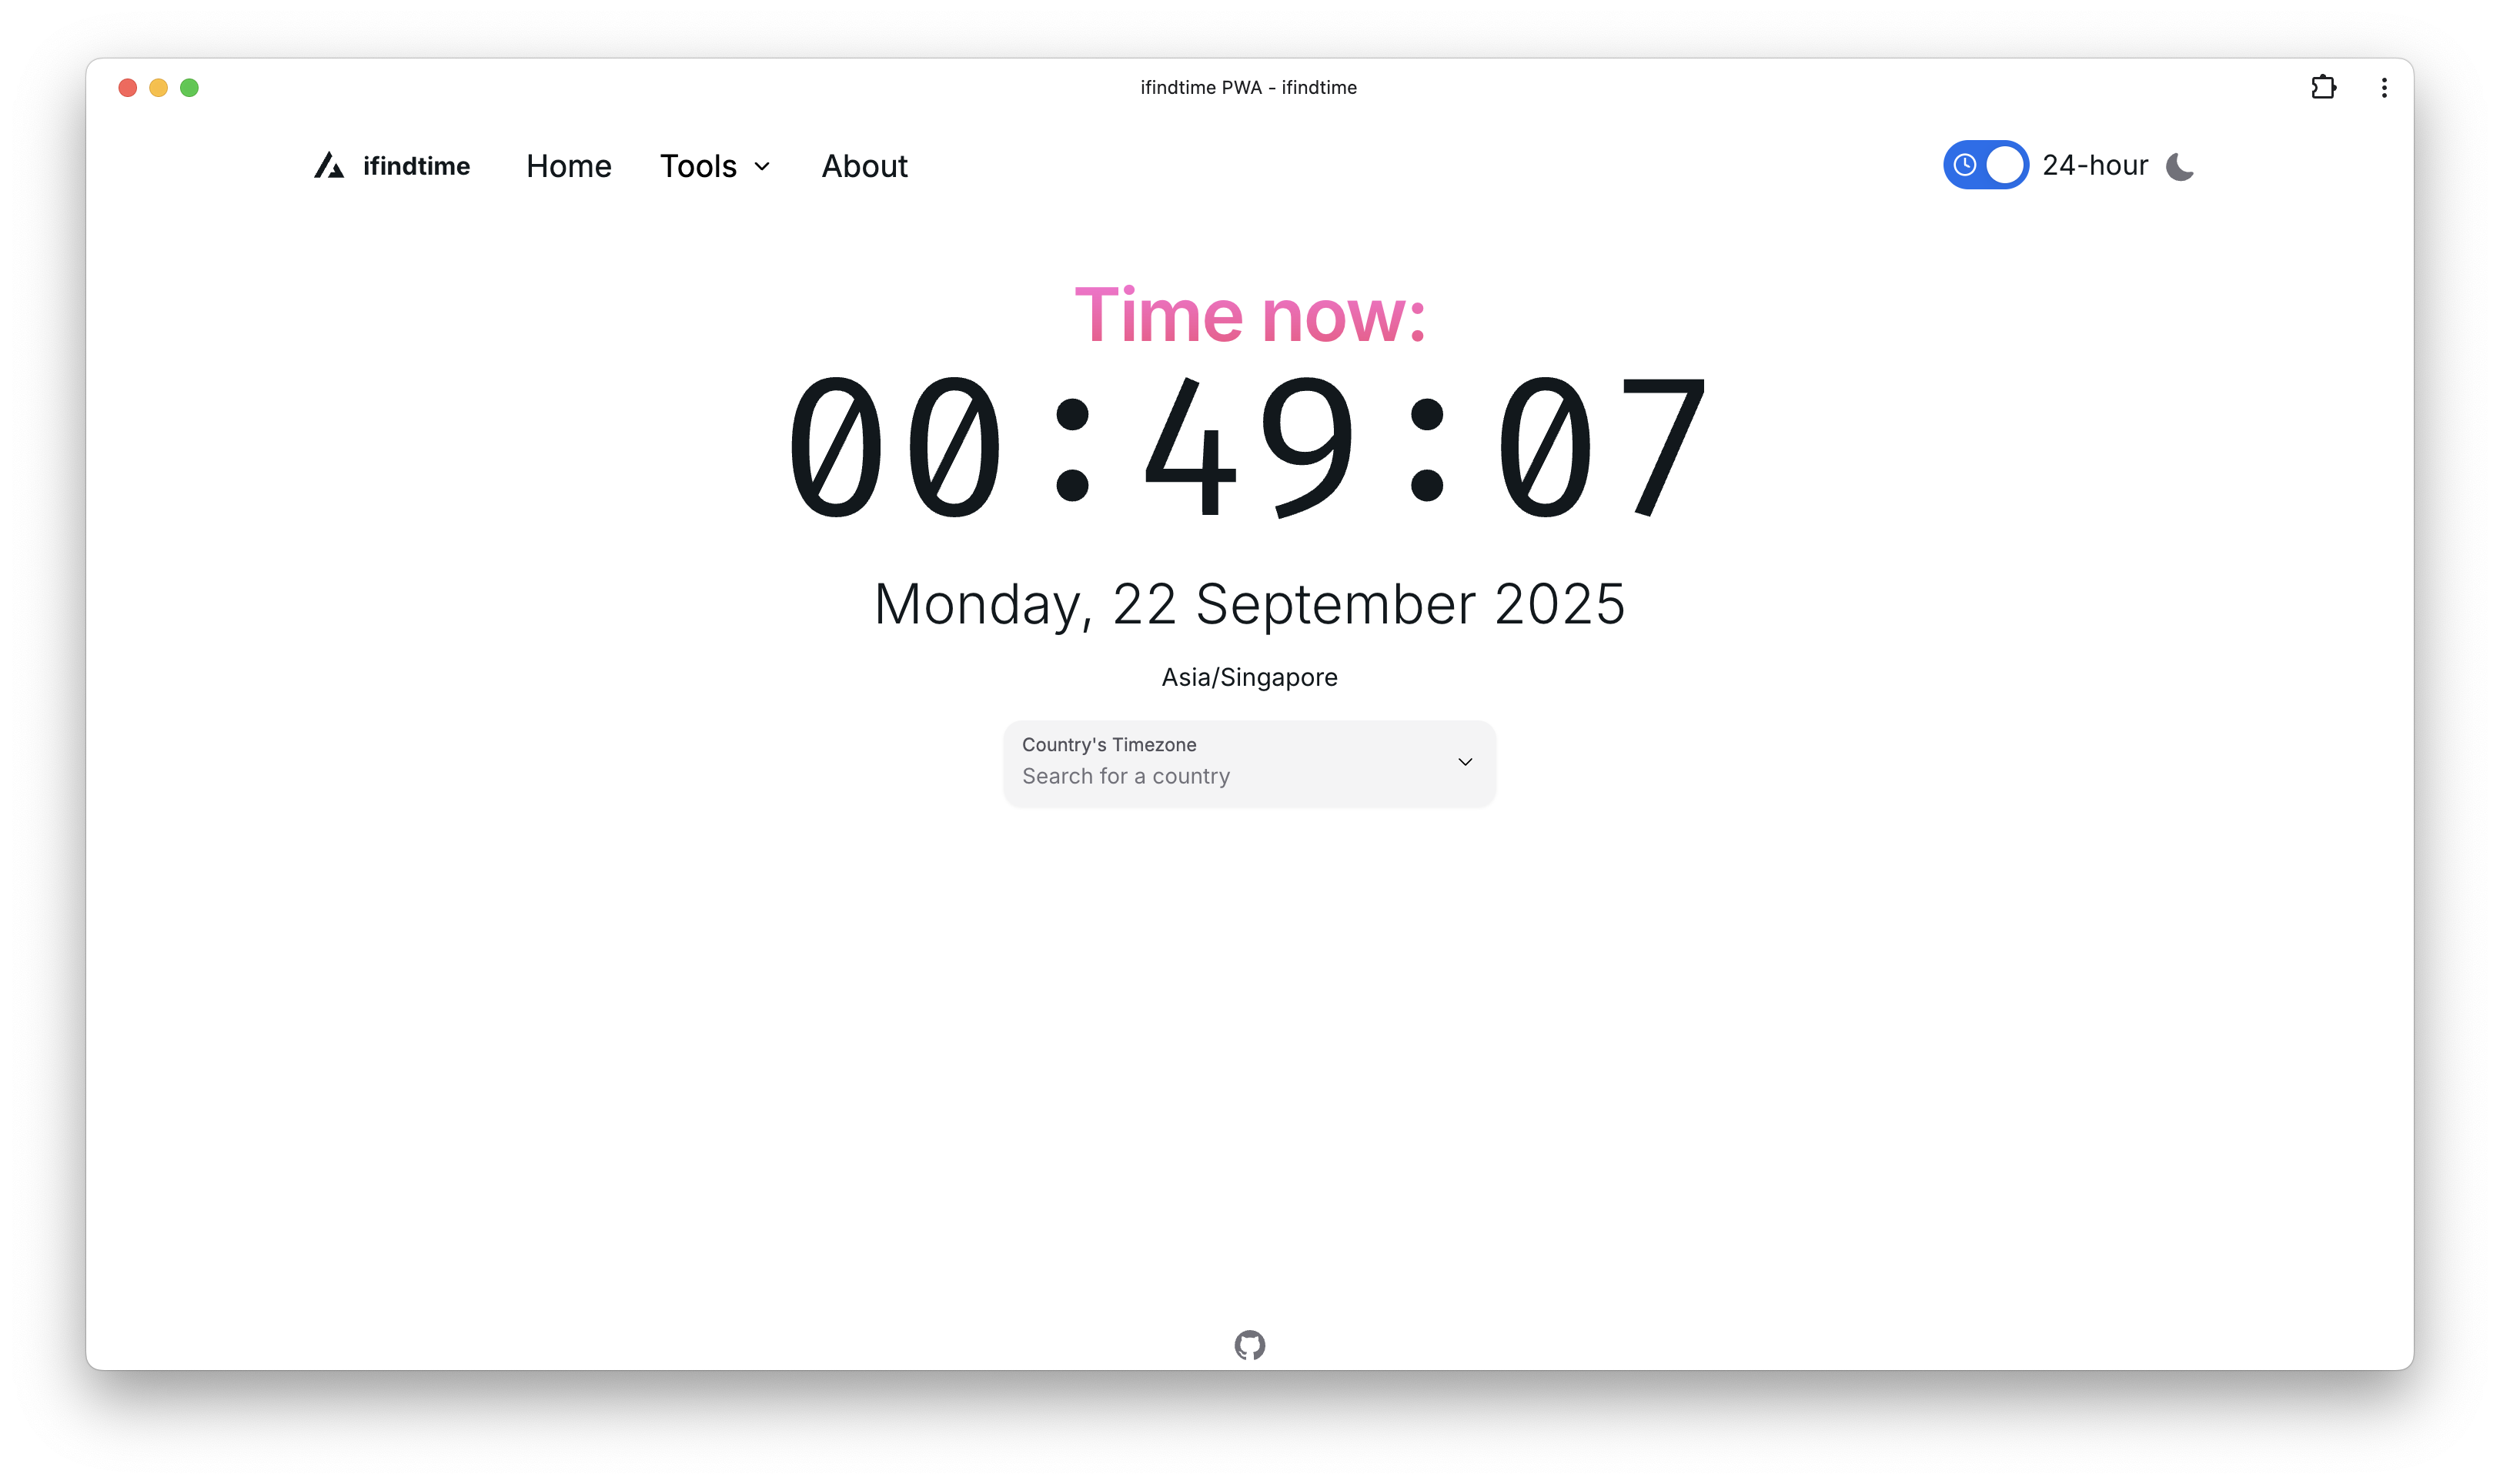 ifindtime PWA - ifindtime
ifindtime Home Tools About 24-hour
Time now:
00:49:07
Monday, 22 September 2025
Asia/Singapore
Country's Timezone
Search for a country